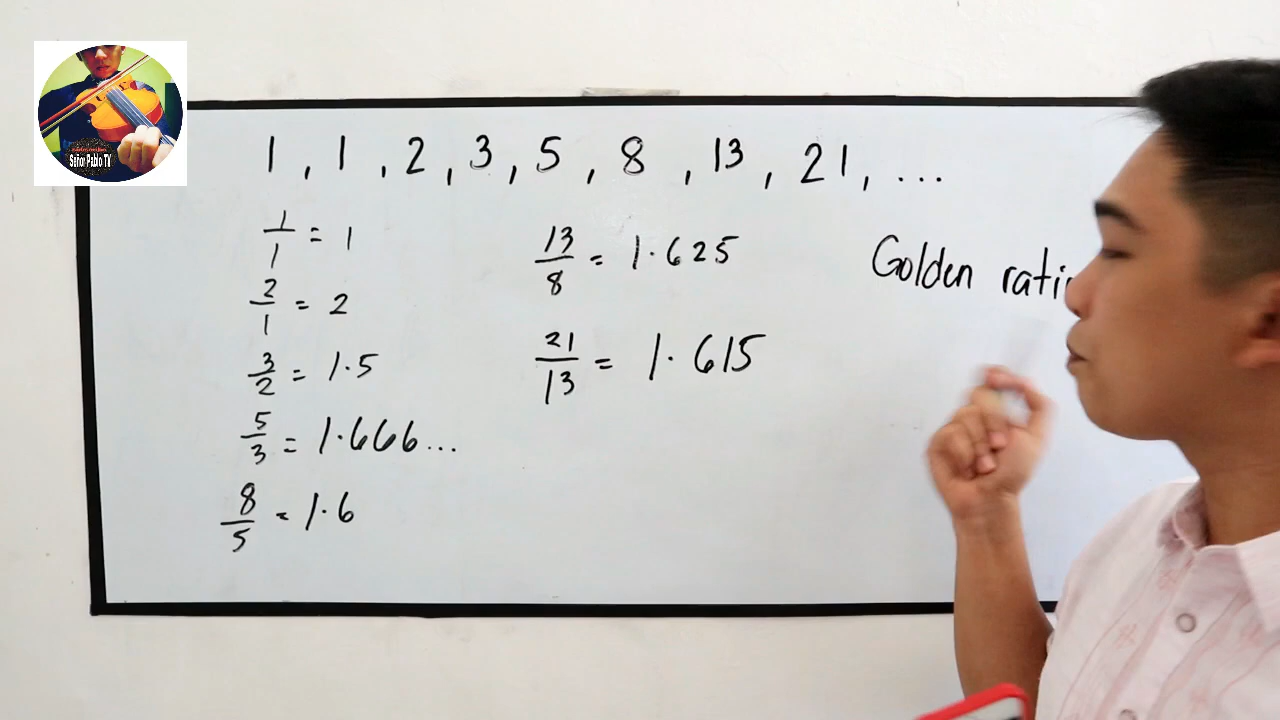 Señor Pablo TV
1, 1, 2, 3, 5, 8, 13, 21, ...
1/1 = 1
2/1 = 2
3/2 = 1.5
5/3 = 1.666...
8/5 = 1.6
13/8 = 1.625
21/13 = 1.615
Golden